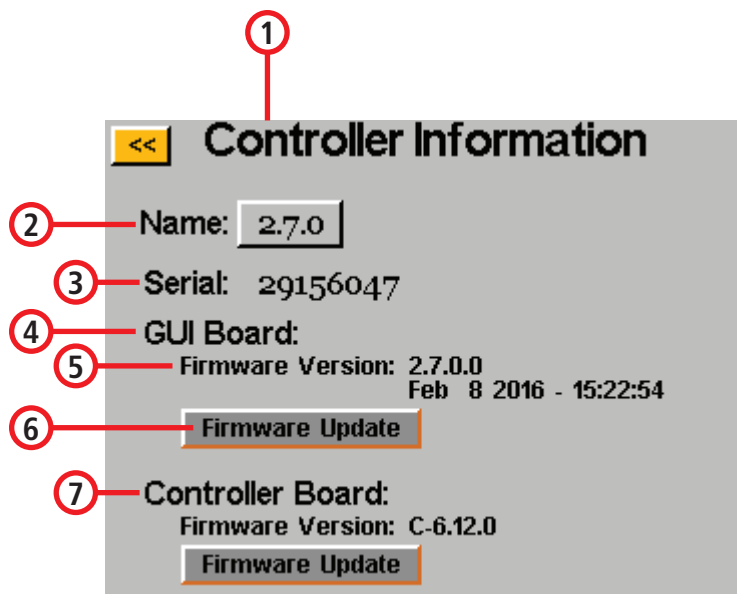 1
<< Controller Information
2 Name: 2.7.0
3 Serial: 29156047
4 GUI Board:
5 Firmware Version: 2.7.0.0
Feb 8 2016 - 15:22:54
6 Firmware Update
7 Controller Board:
Firmware Version: C-6.12.0
Firmware Update